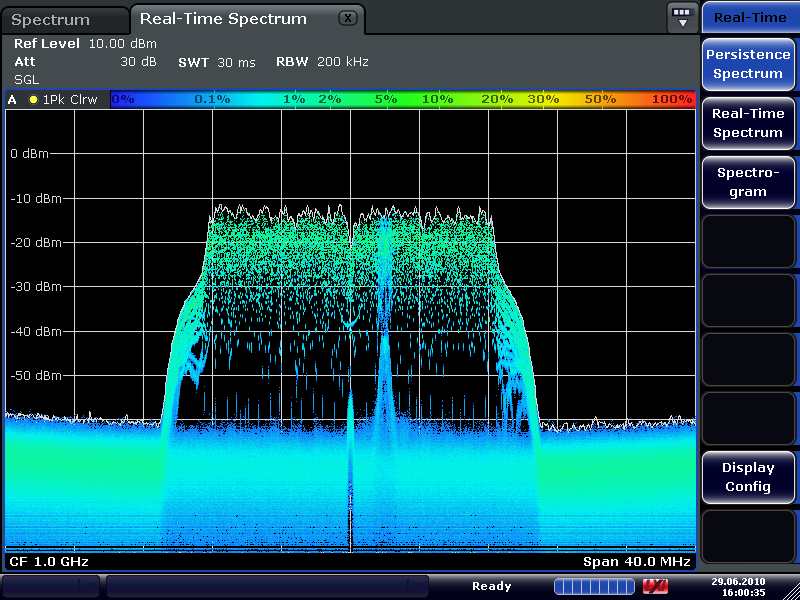 Spectrum
Real-Time Spectrum X
Real-Time
Ref Level 10.00 dBm
Att 30 dB SWT 30 ms RBW 200 kHz
SGL
A 1Pk Clrw 0% 0.1% 1% 2% 5% 10% 20% 30% 50% 100%
0 dBm
-10 dBm
-20 dBm
-30 dBm
-40 dBm
-50 dBm
CF 1.0 GHz Span 40.0 MHz
Persistence
Spectrum
Real-Time
Spectrum
Spectro-
gram
Display
Config
Ready
29.06.2010
16:00:35